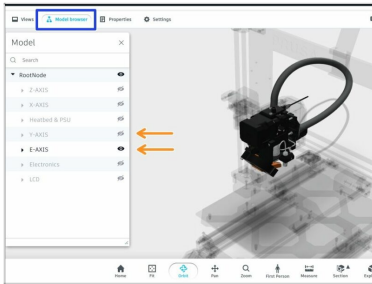 Views
Model browser
Properties
Settings
Model
Search
RootNode
Z-AXIS
X-AXIS
Heatbed & PSU
Y-AXIS
E-AXIS
Electronics
LCD
Home
Fit
Orbit
Pan
Zoom
First Person
Measure
Section